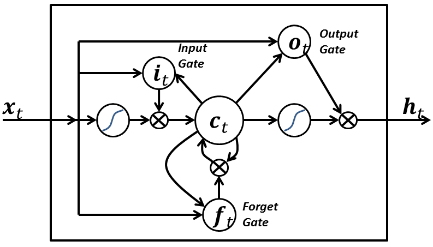 Input
Gate
Output
Gate
o_t
i_t
x_t
c_t
h_t
f_t
Forget
Gate